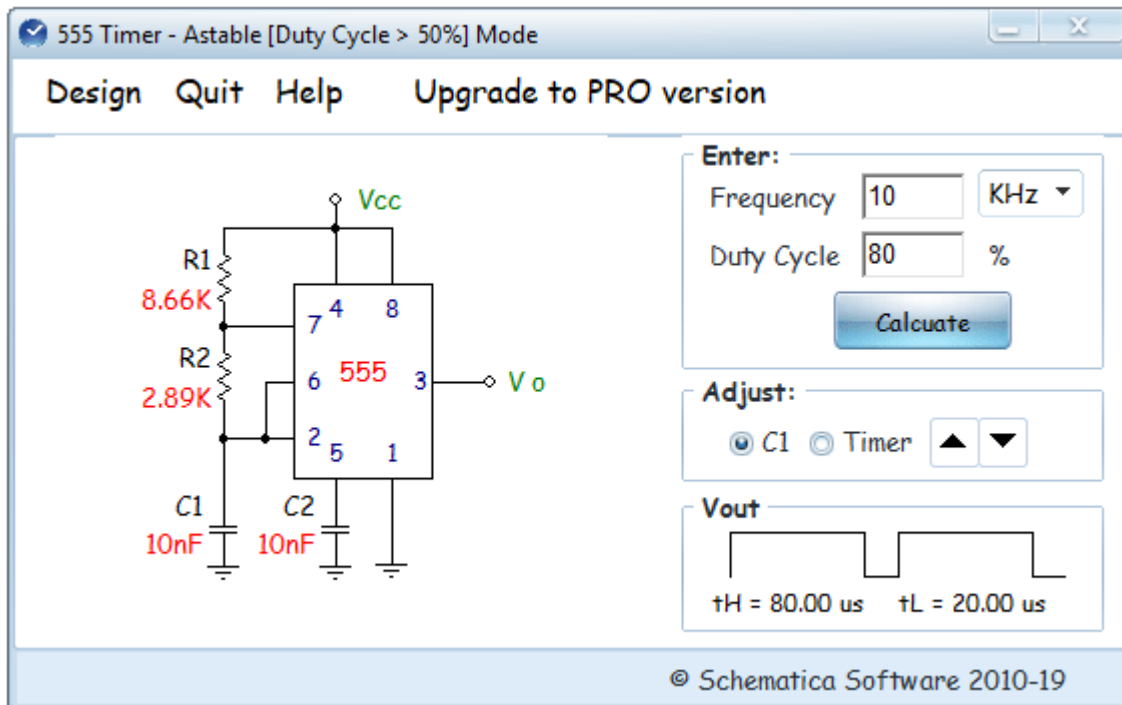 555 Timer - Astable [Duty Cycle > 50%] Mode
Design Quit Help Upgrade to PRO version
Vcc
R1
8.66K
R2
2.89K
4 8
7
555
6 3
2
5 1
V o
C1
10nF
C2
10nF
Enter:
Frequency 10 KHz
Duty Cycle 80 %
Calcuate
Adjust:
C1 Timer
Vout
tH = 80.00 us tL = 20.00 us
© Schematica Software 2010-19